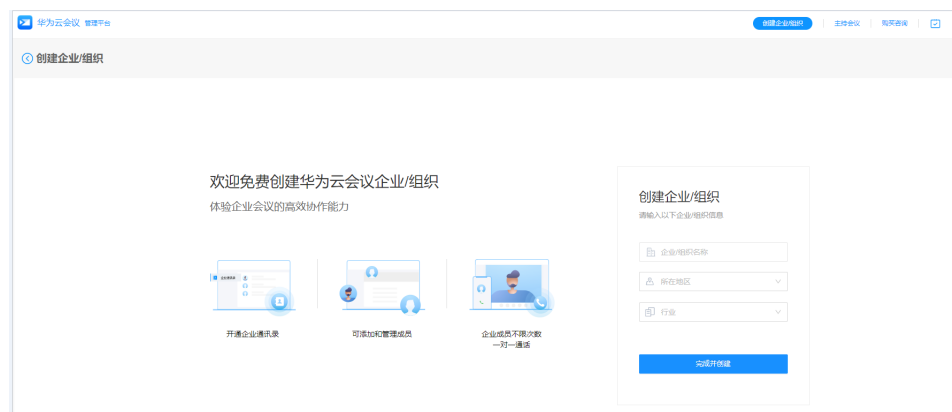 华为云会议 管理平台
创建企业/组织
主持会议
购买咨询
创建企业/组织
欢迎免费创建华为云会议企业/组织
体验企业会议的高效协作能力
企业通讯录
开通企业通讯录
可添加和管理成员
企业成员不限次数
一对一通话
创建企业/组织
请输入以下企业/组织信息
企业/组织名称
所在地区
行业
完成并创建